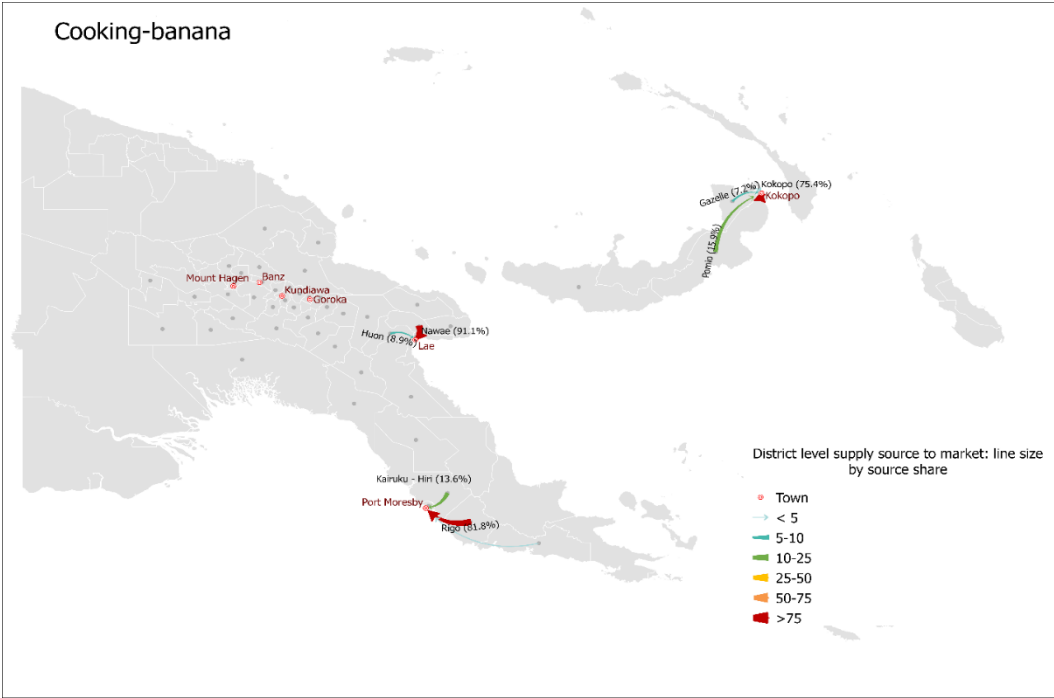 Cooking-banana
Gazelle (7.2%)
Kokopo (75.4%)
Kokopo
Pomio (15.9%)
Mount Hagen
Banz
Kundiawa
Goroka
Huon (8.9%)
Nawae (91.1%)
Lae
Kairuku - Hiri (13.6%)
Port Moresby
Rigo (81.8%)
District level supply source to market: line size
by source share
Town
< 5
5-10
10-25
25-50
50-75
>75